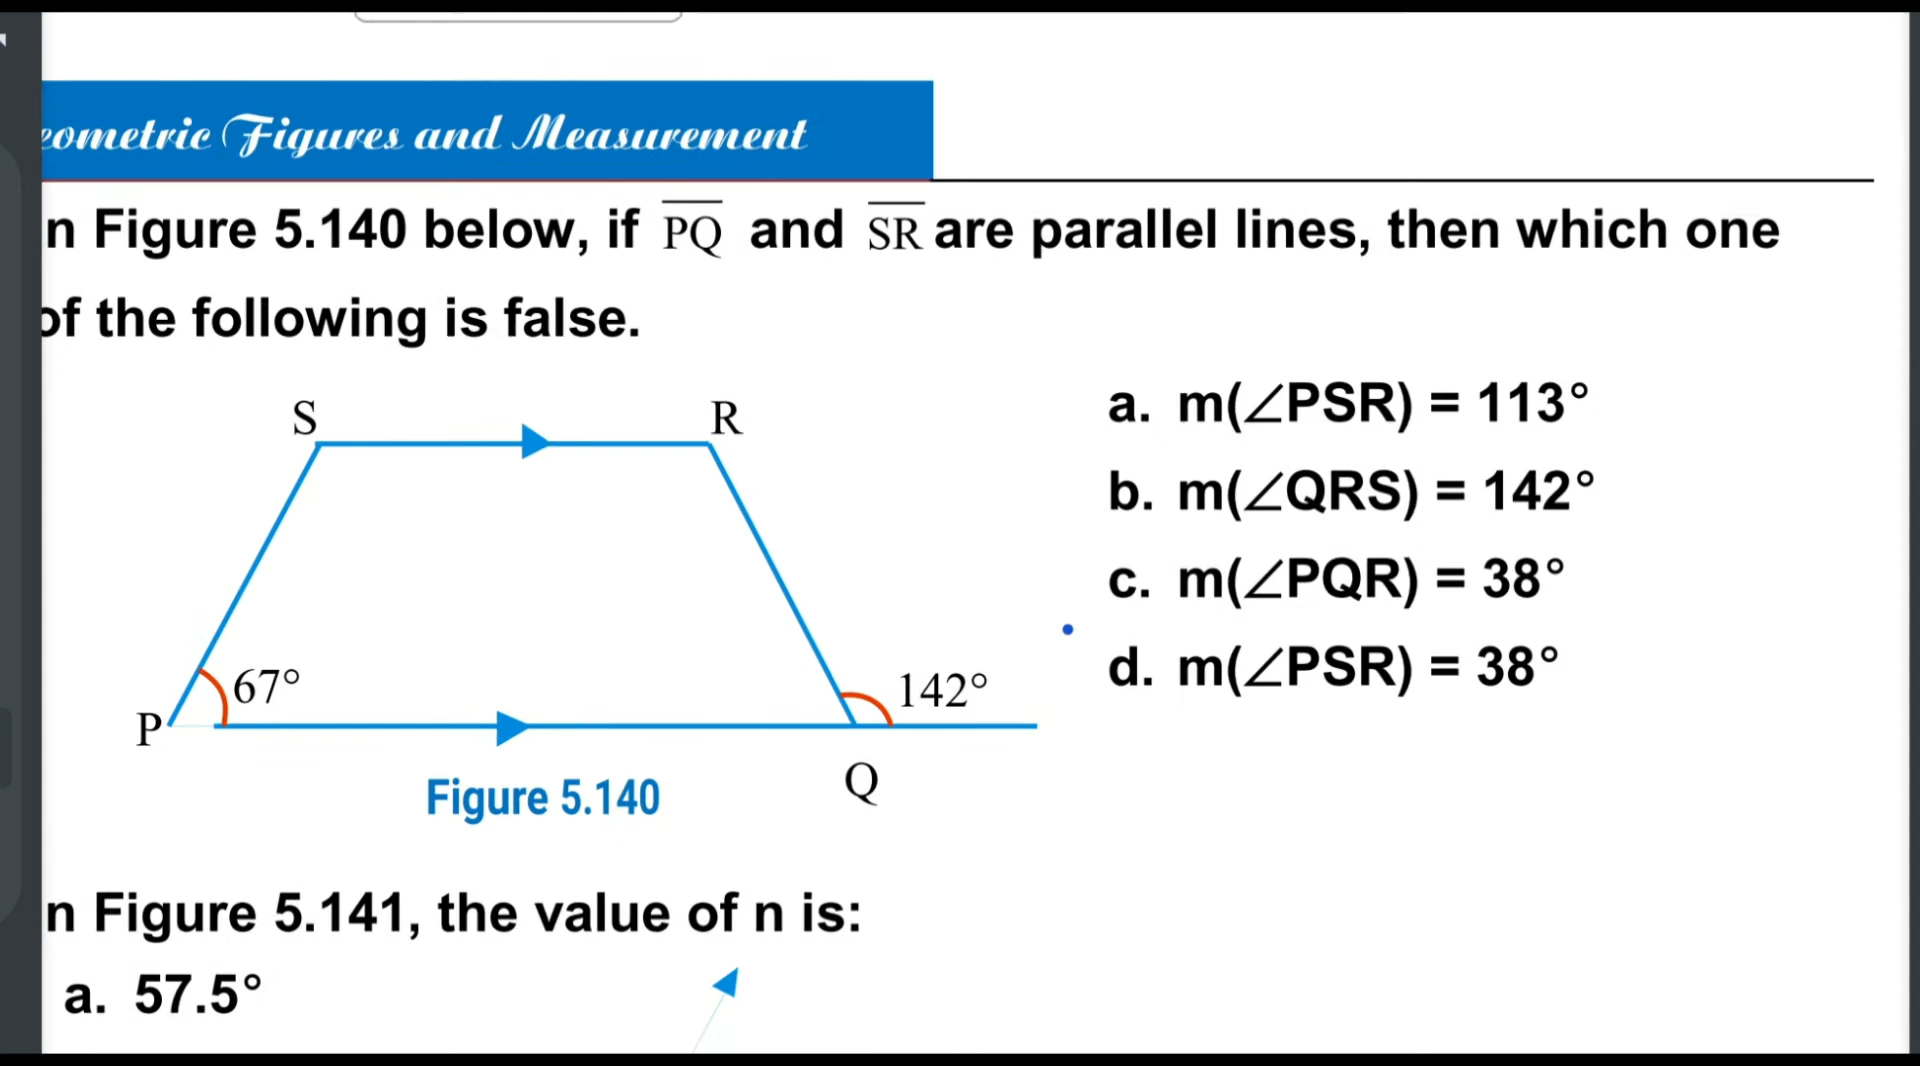 eometric Figures and Measurement
n Figure 5.140 below, if PQ and SR are parallel lines, then which one
of the following is false.
S
R
a. m(∠PSR) = 113°
b. m(∠QRS) = 142°
c. m(∠PQR) = 38°
d. m(∠PSR) = 38°
67°
142°
P
Q
Figure 5.140
n Figure 5.141, the value of n is:
a. 57.5°